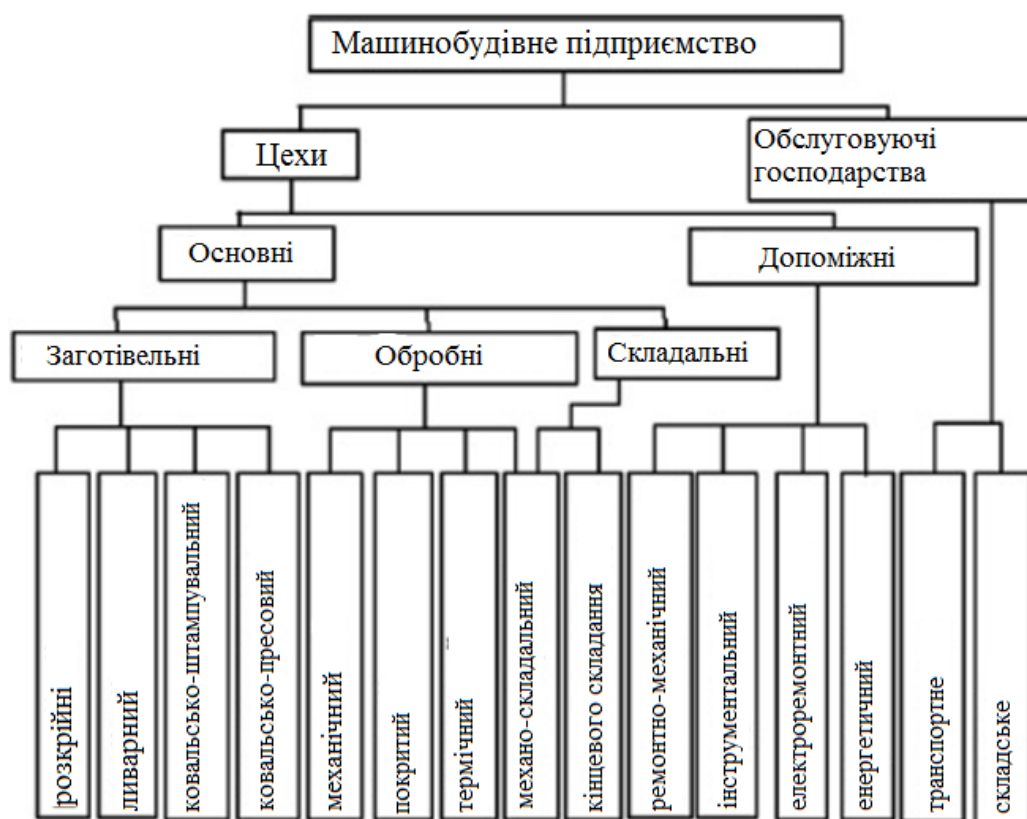 Машинобудівне підприємство
Цехи
Обслуговуючі
господарства
Основні
Допоміжні
Заготівельні
Обробні
Складальні
розкрійні
ливарний
ковальсько-штампувальний
ковальсько-пресовий
механічний
покритий
термічний
механо-складальний
кінцевого складання
ремонтно-механічний
інструментальний
електроремонтний
енергетичний
транспортне
складське